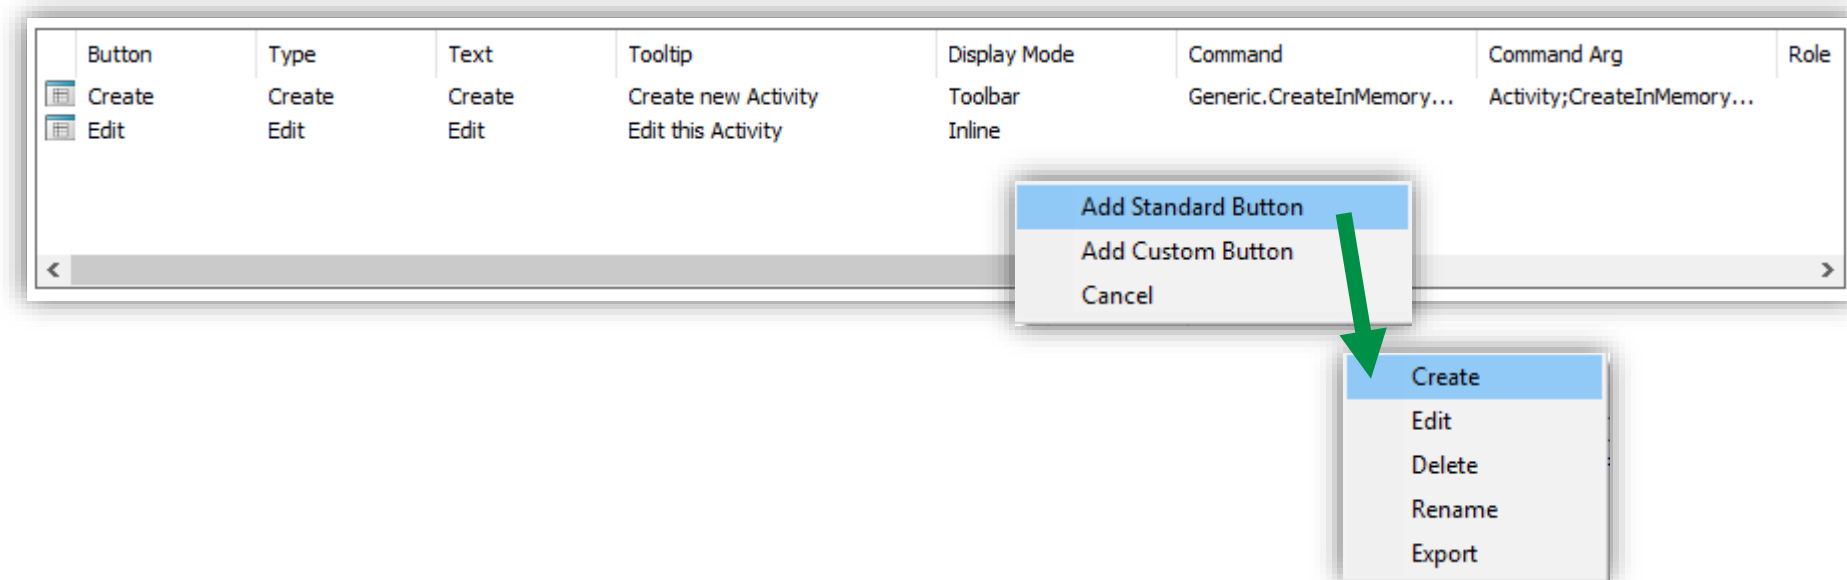 Button Type Text Tooltip Display Mode Command Command Arg Role
Create Create Create Create new Activity Toolbar Generic.CreateInMemory... Activity;CreateInMemory...
Edit Edit Edit Edit this Activity Inline
Add Standard Button
Add Custom Button
Cancel
Create
Edit
Delete
Rename
Export